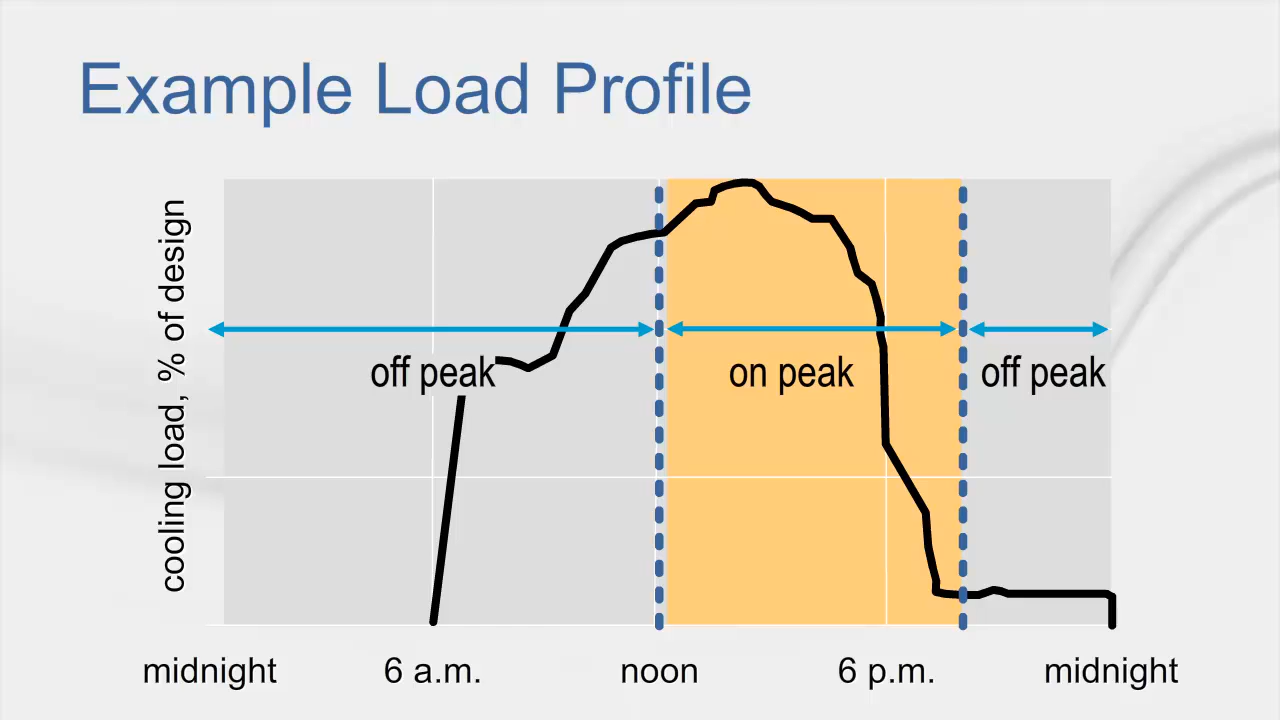 Example Load Profile
cooling load, % of design
off peak
on peak
off peak
midnight
6 a.m.
noon
6 p.m.
midnight